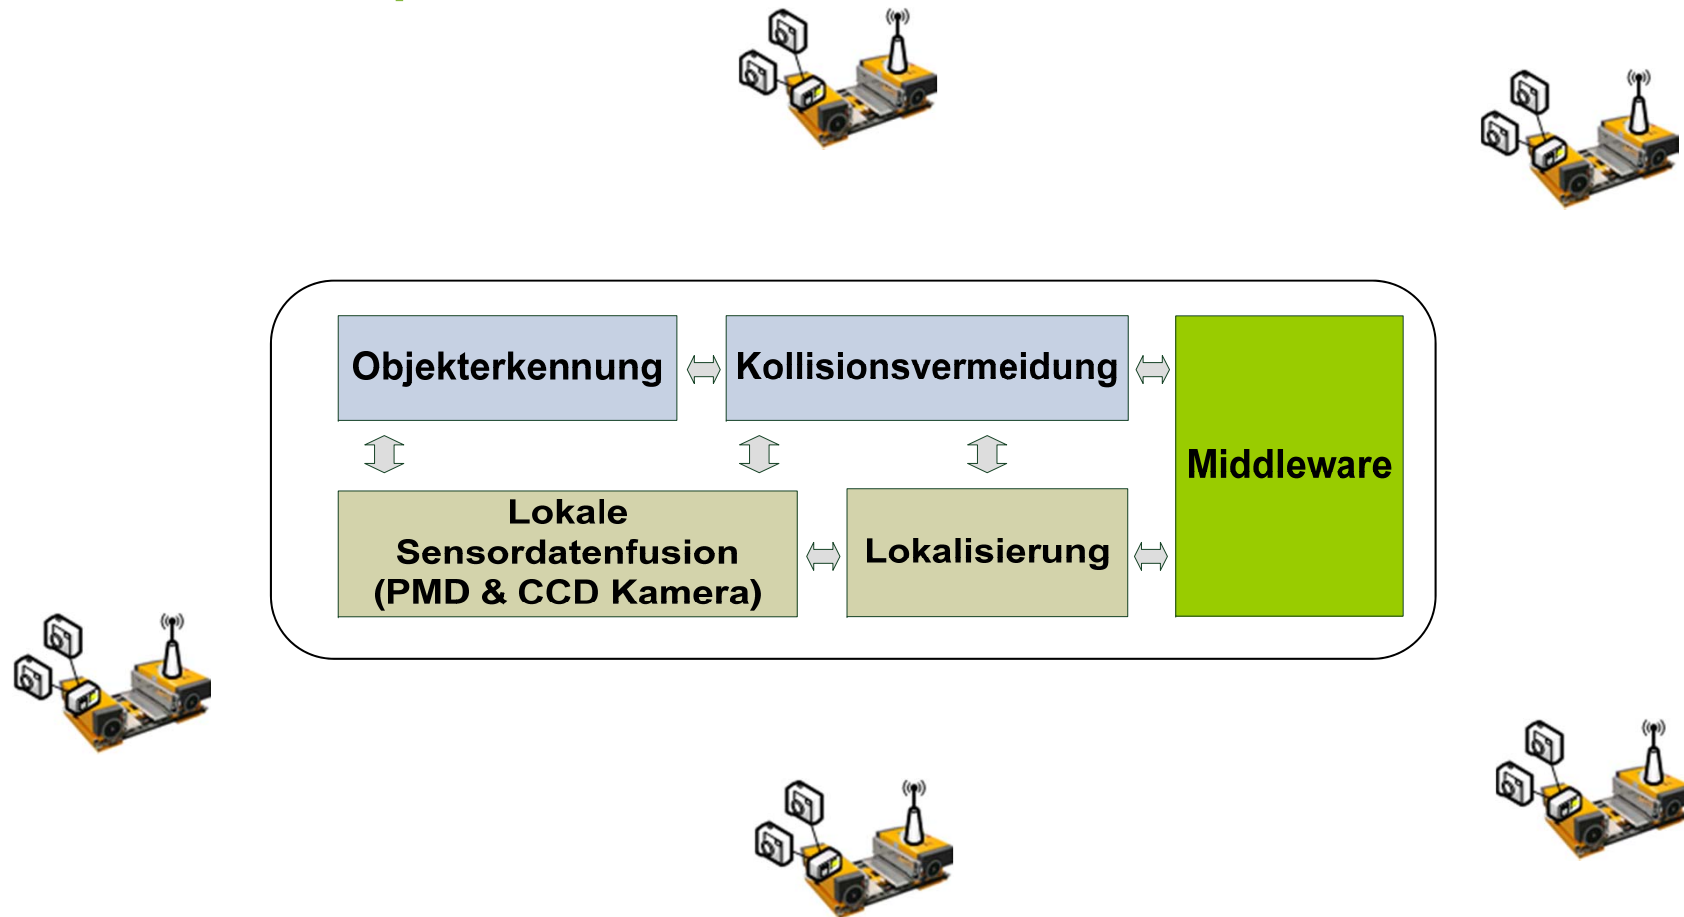 Objekterkennung
Kollisionsvermeidung
Middleware
Lokale
Sensordatenfusion
(PMD & CCD Kamera)
Lokalisierung